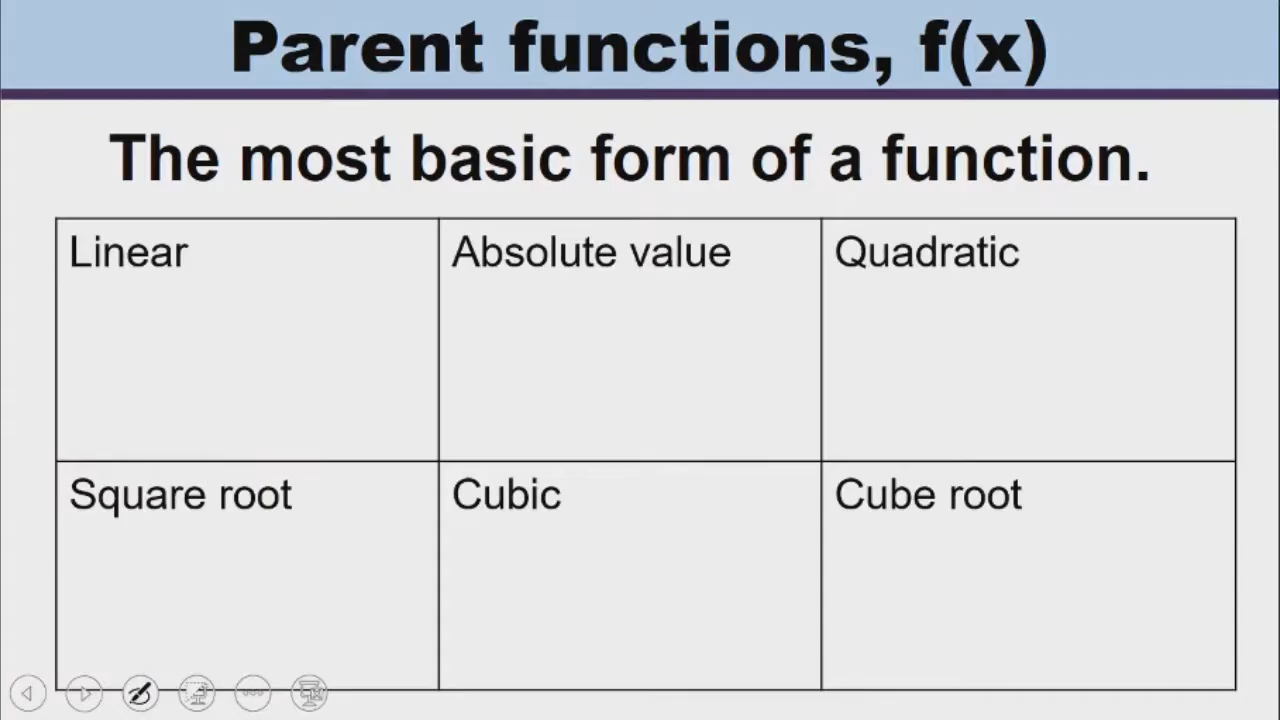 Parent functions, f(x)
The most basic form of a function.
Linear
Absolute value
Quadratic
Square root
Cubic
Cube root